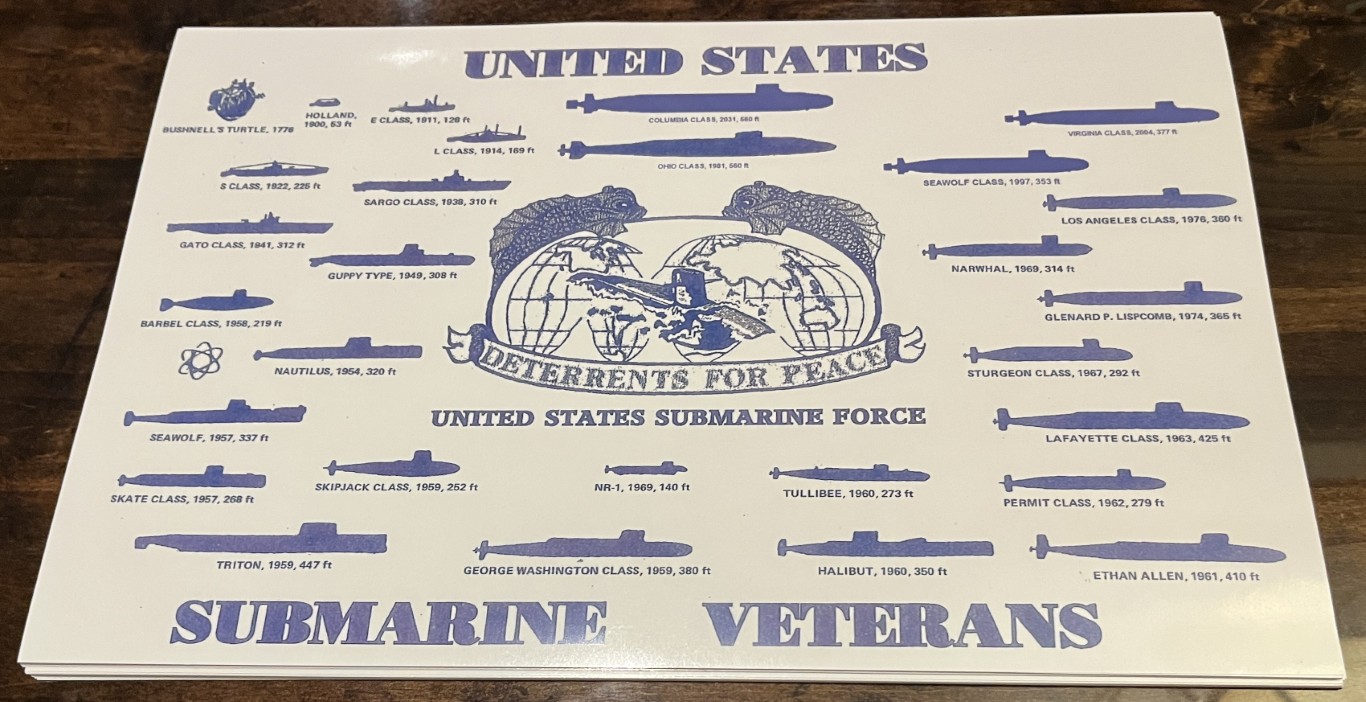 UNITED STATES
BUSHNELL'S TURTLE, 1776
HOLLAND,
1900, 53 ft
E CLASS, 1911, 126 ft
L CLASS, 1914, 169 ft
COLUMBIA CLASS, 2031, 560 ft
OHIO CLASS, 1981, 560 ft
VIRGINIA CLASS, 2004, 377 ft
SEAWOLF CLASS, 1997, 353 ft
S CLASS, 1922, 225 ft
SARGO CLASS, 1938, 310 ft
LOS ANGELES CLASS, 1976, 360 ft
GATO CLASS, 1941, 312 ft
GUPPY TYPE, 1949, 308 ft
NARWHAL, 1969, 314 ft
BARBEL CLASS, 1958, 219 ft
GLENARD P. LISPCOMB, 1974, 365 ft
NAUTILUS, 1954, 320 ft
DETERRENTS FOR PEACE
STURGEON CLASS, 1967, 292 ft
UNITED STATES SUBMARINE FORCE
SEAWOLF, 1957, 337 ft
LAFAYETTE CLASS, 1963, 425 ft
SKATE CLASS, 1957, 268 ft
SKIPJACK CLASS, 1959, 252 ft
NR-1, 1969, 140 ft
TULLIBEE, 1960, 273 ft
PERMIT CLASS, 1962, 279 ft
TRITON, 1959, 447 ft
GEORGE WASHINGTON CLASS, 1959, 380 ft
HALIBUT, 1960, 350 ft
ETHAN ALLEN, 1961, 410 ft
SUBMARINE VETERANS